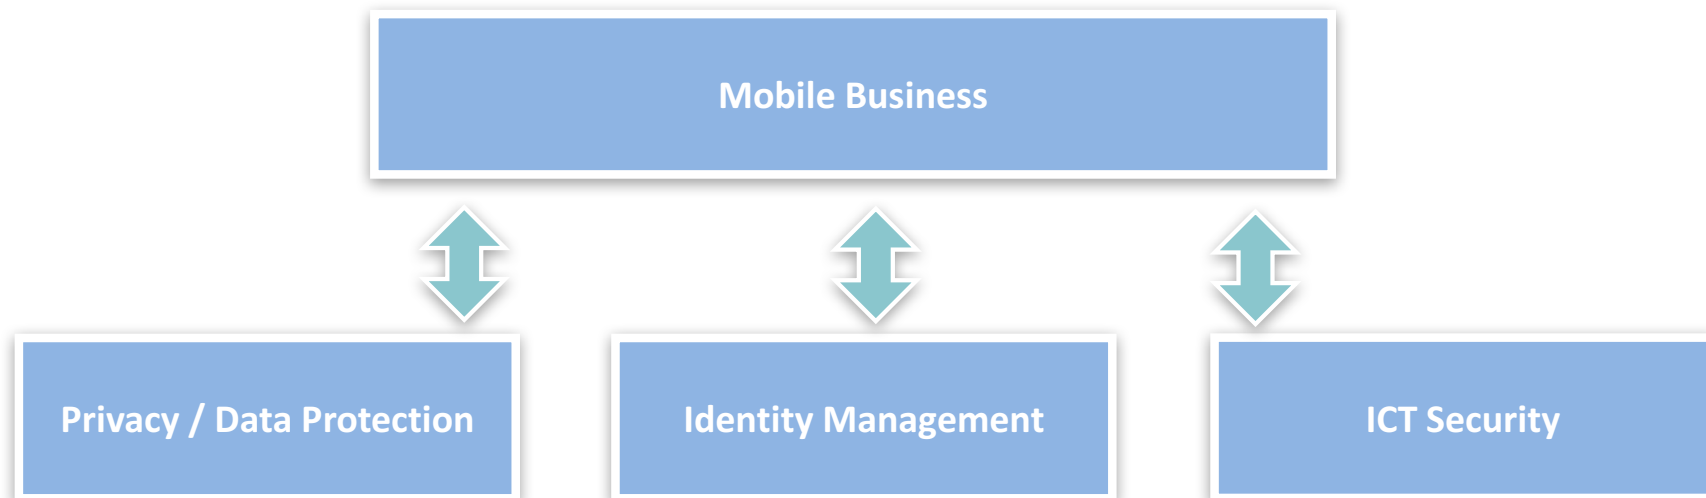 Mobile Business
Privacy / Data Protection
Identity Management
ICT Security